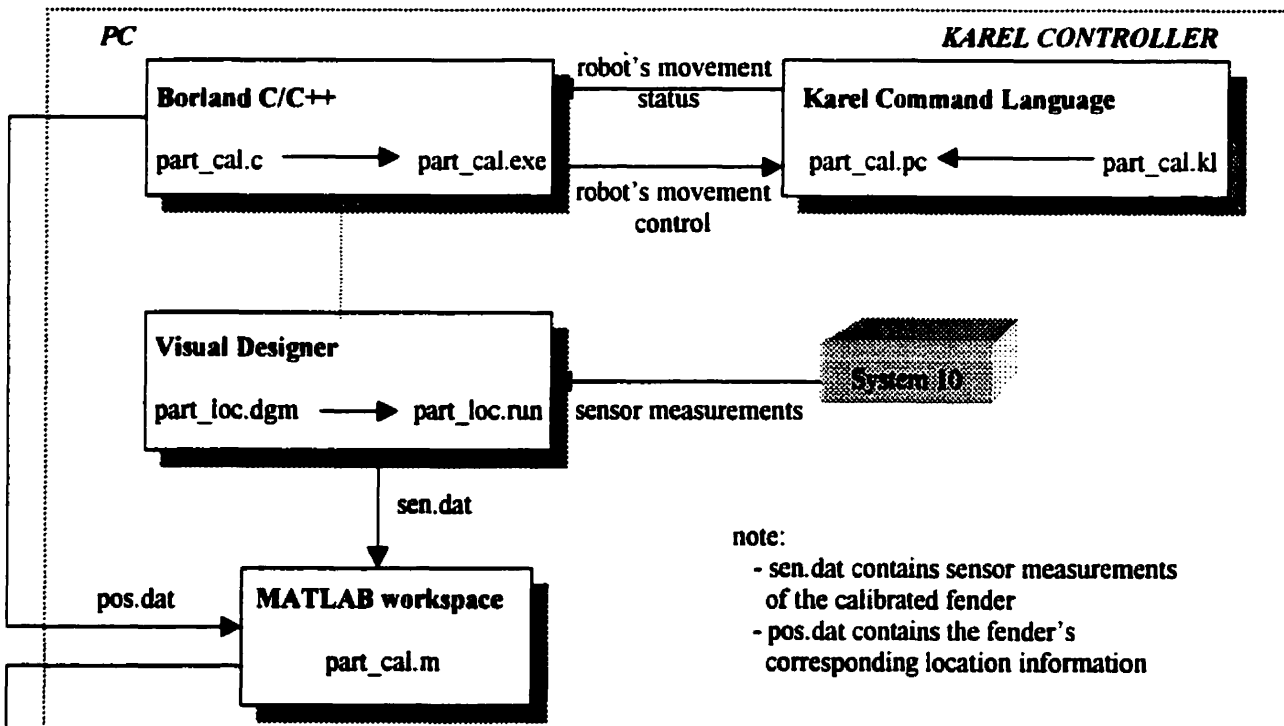 PC
KAREL CONTROLLER
Borland C/C++
part_cal.c
part_cal.exe
robot's movement
status
robot's movement
control
Karel Command Language
part_cal.pc
part_cal.kl
Visual Designer
part_loc.dgm
part_loc.run
sensor measurements
System 10
sen.dat
pos.dat
MATLAB workspace
part_cal.m
note:
- sen.dat contains sensor measurements
of the calibrated fender
- pos.dat contains the fender's
corresponding location information